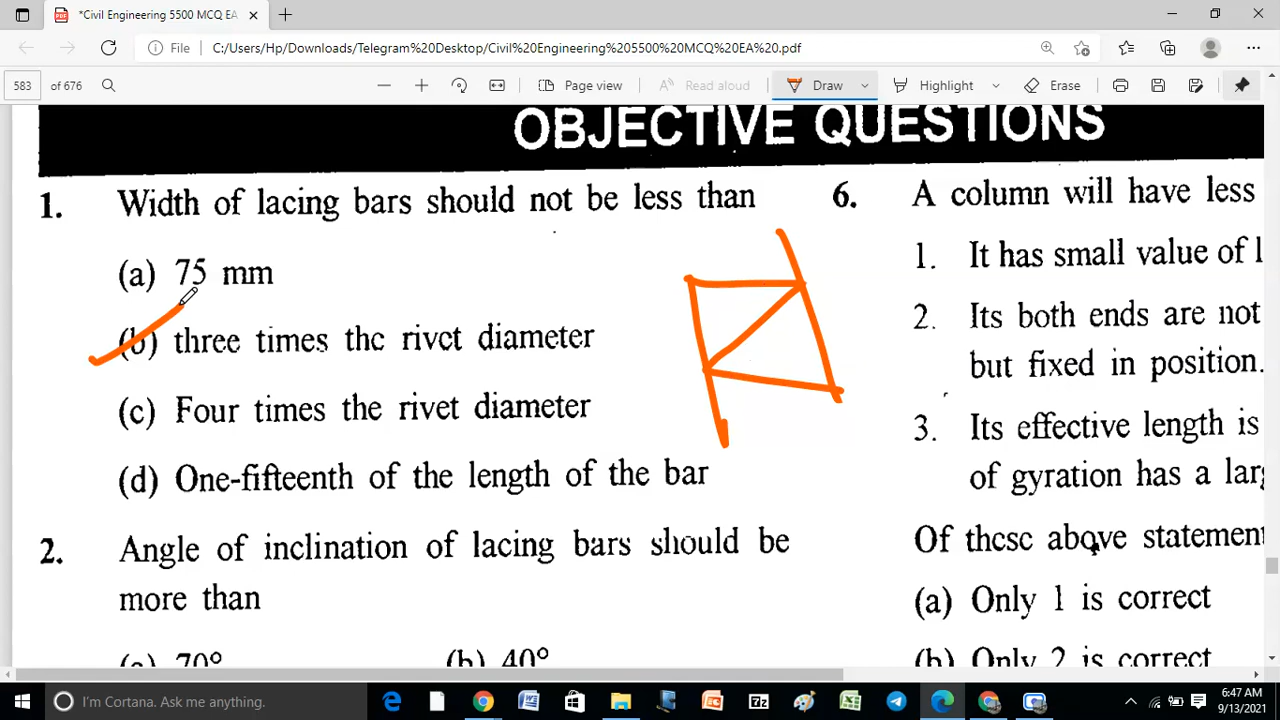 *Civil Engineering 5500 MCQ EA
File
C:/Users/Hp/Downloads/Telegram%20Desktop/Civil%20Engineering%205500%20MCQ%20EA%20.pdf
583 of 676
Page view
Read aloud
Draw
Highlight
Erase
OBJECTIVE QUESTIONS
1. Width of lacing bars should not be less than
(a) 75 mm
(b) three times the rivet diameter
(c) Four times the rivet diameter
(d) One-fifteenth of the length of the bar
2. Angle of inclination of lacing bars should be
more than
(a) 70°
(b) 40°
6. A column will have less
1. It has small value of l
2. Its both ends are not
but fixed in position.
3. Its effective length is
of gyration has a larg
Of these above statement
(a) Only 1 is correct
(b) Only 2 is correct
I'm Cortana. Ask me anything.
6:47 AM
9/13/2021